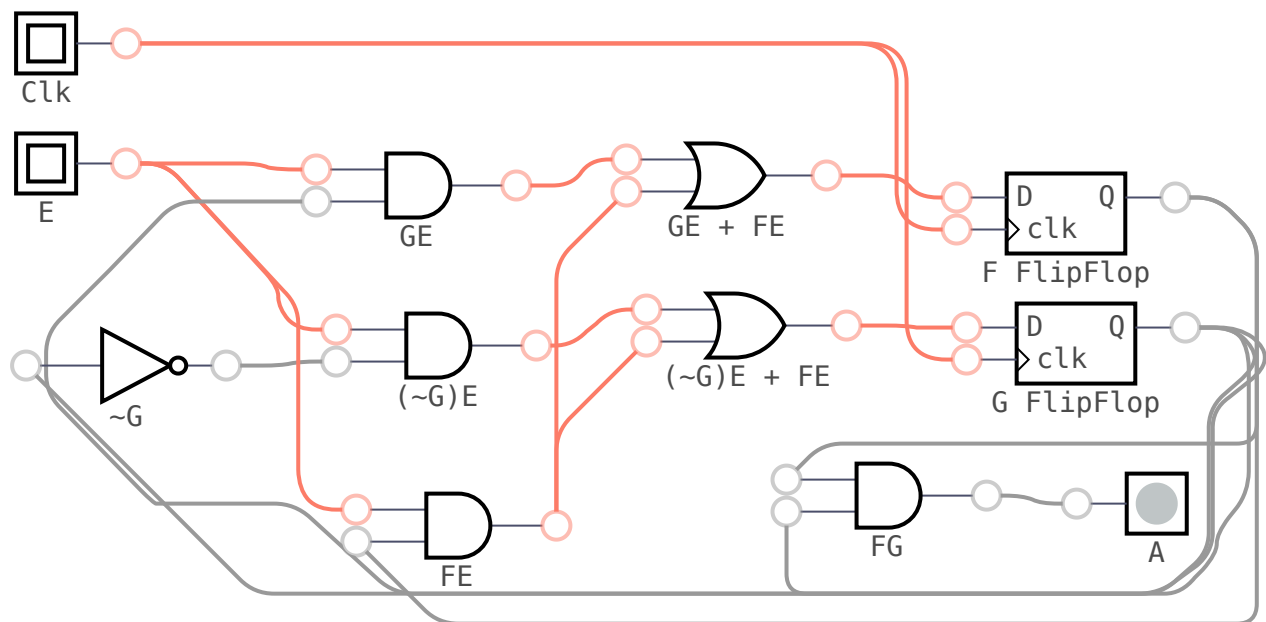 Clk
E
GE
GE + FE
D Q
clk
F FlipFlop
~G
(~G)E
(~G)E + FE
D Q
clk
G FlipFlop
FE
FG
A